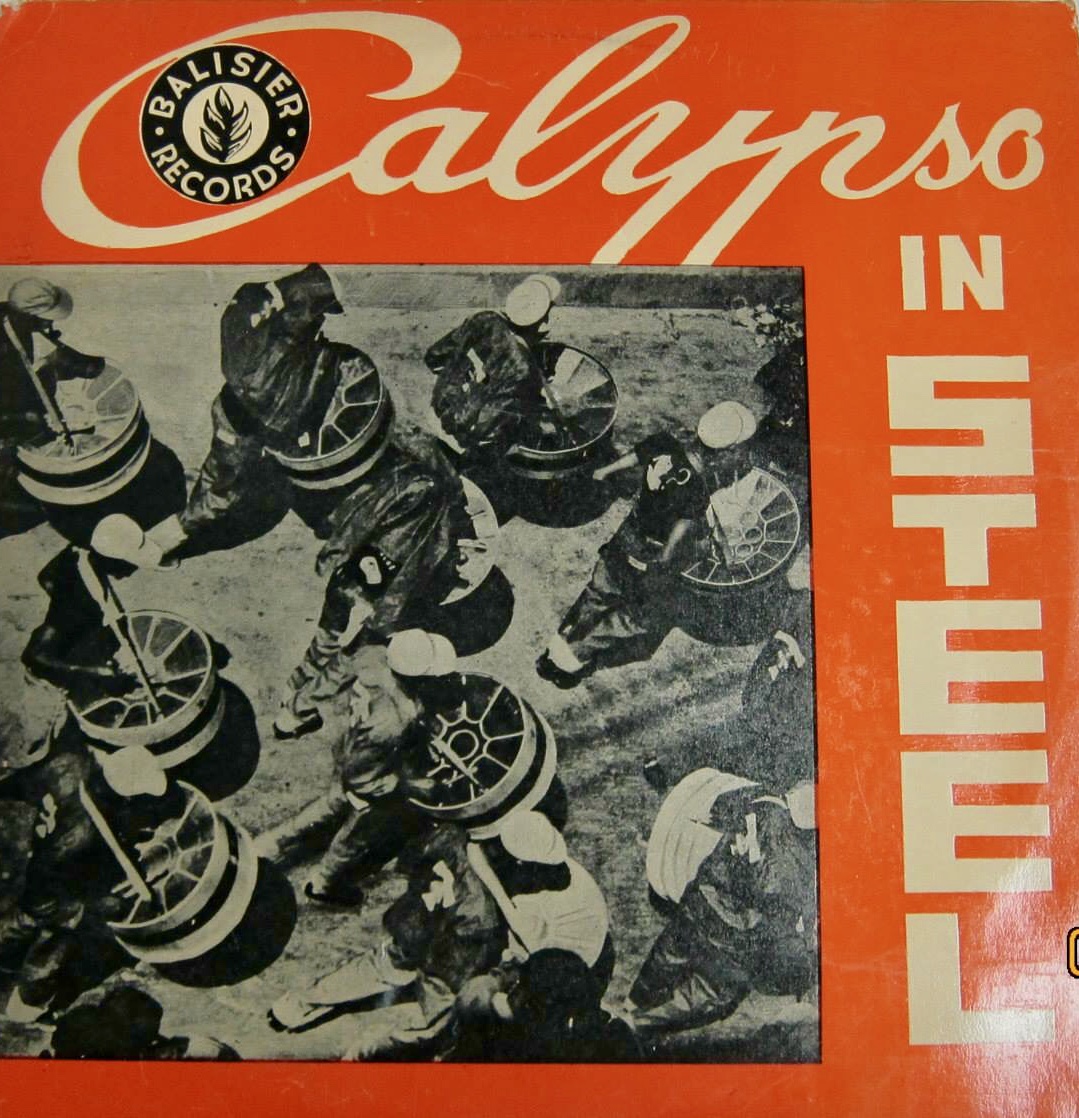 BALISIER
RECORDS
Calypso
IN
STEEL